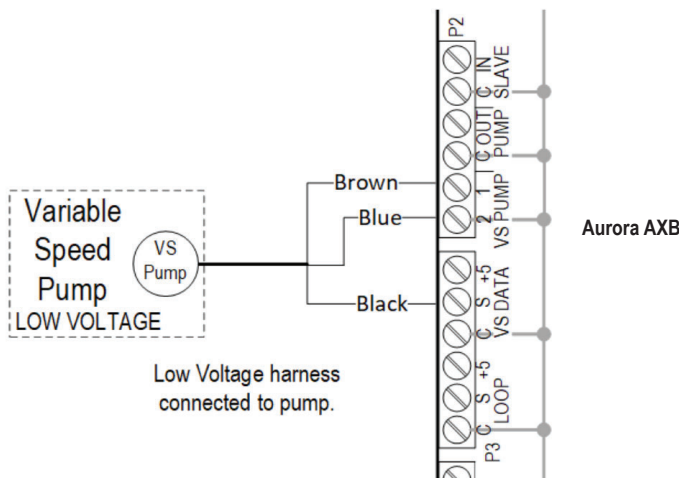 P2
IN
C
SLAVE
OUT
C
PUMP
1
2
VS PUMP
Brown
Blue
Black
Variable
Speed
Pump
LOW VOLTAGE
VS
Pump
Aurora AXB
+5
S
C
VS DATA
+5
S
C
LOOP
P3
Low Voltage harness
connected to pump.